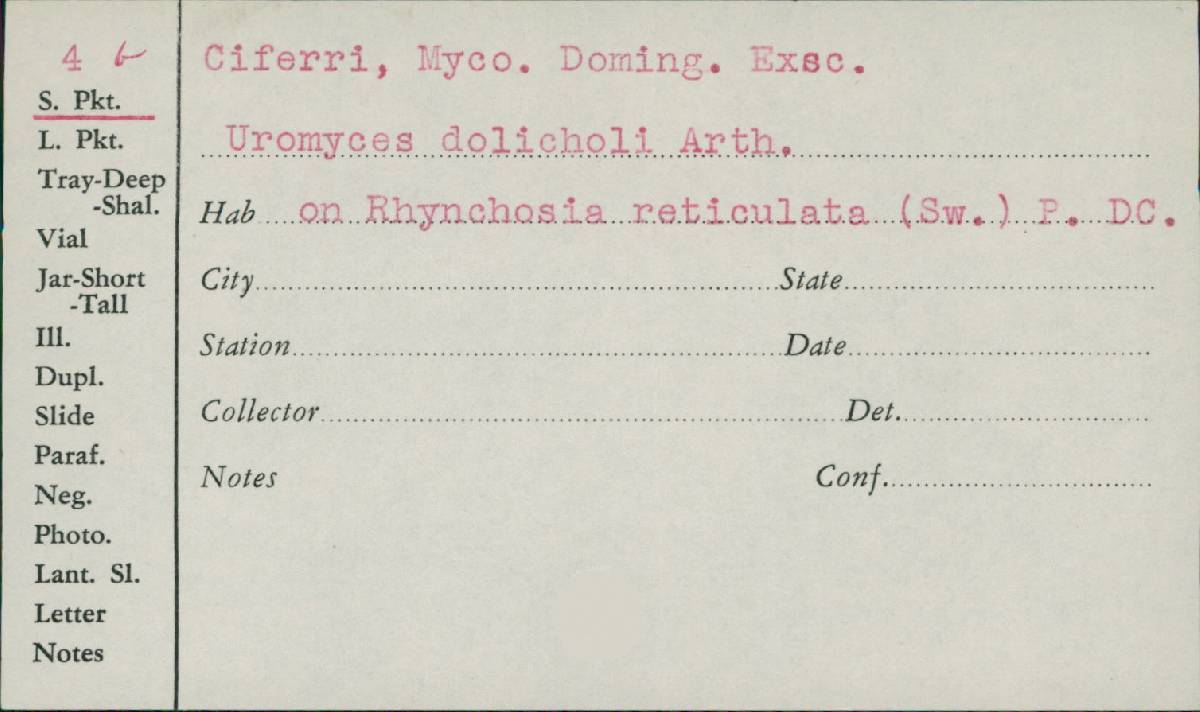 4 b
Ciferri, Myco. Doming. Exsc.
S. Pkt.
L. Pkt.
Tray-Deep
-Shal.
Vial
Jar-Short
-Tall
Ill.
Dupl.
Slide
Paraf.
Neg.
Photo.
Lant. Sl.
Letter
Notes
Uromyces dolicholi Arth.
Hab on Rhynchosia reticulata (Sw.) P. DC.
City State
Station Date
Collector Det.
Notes Conf.